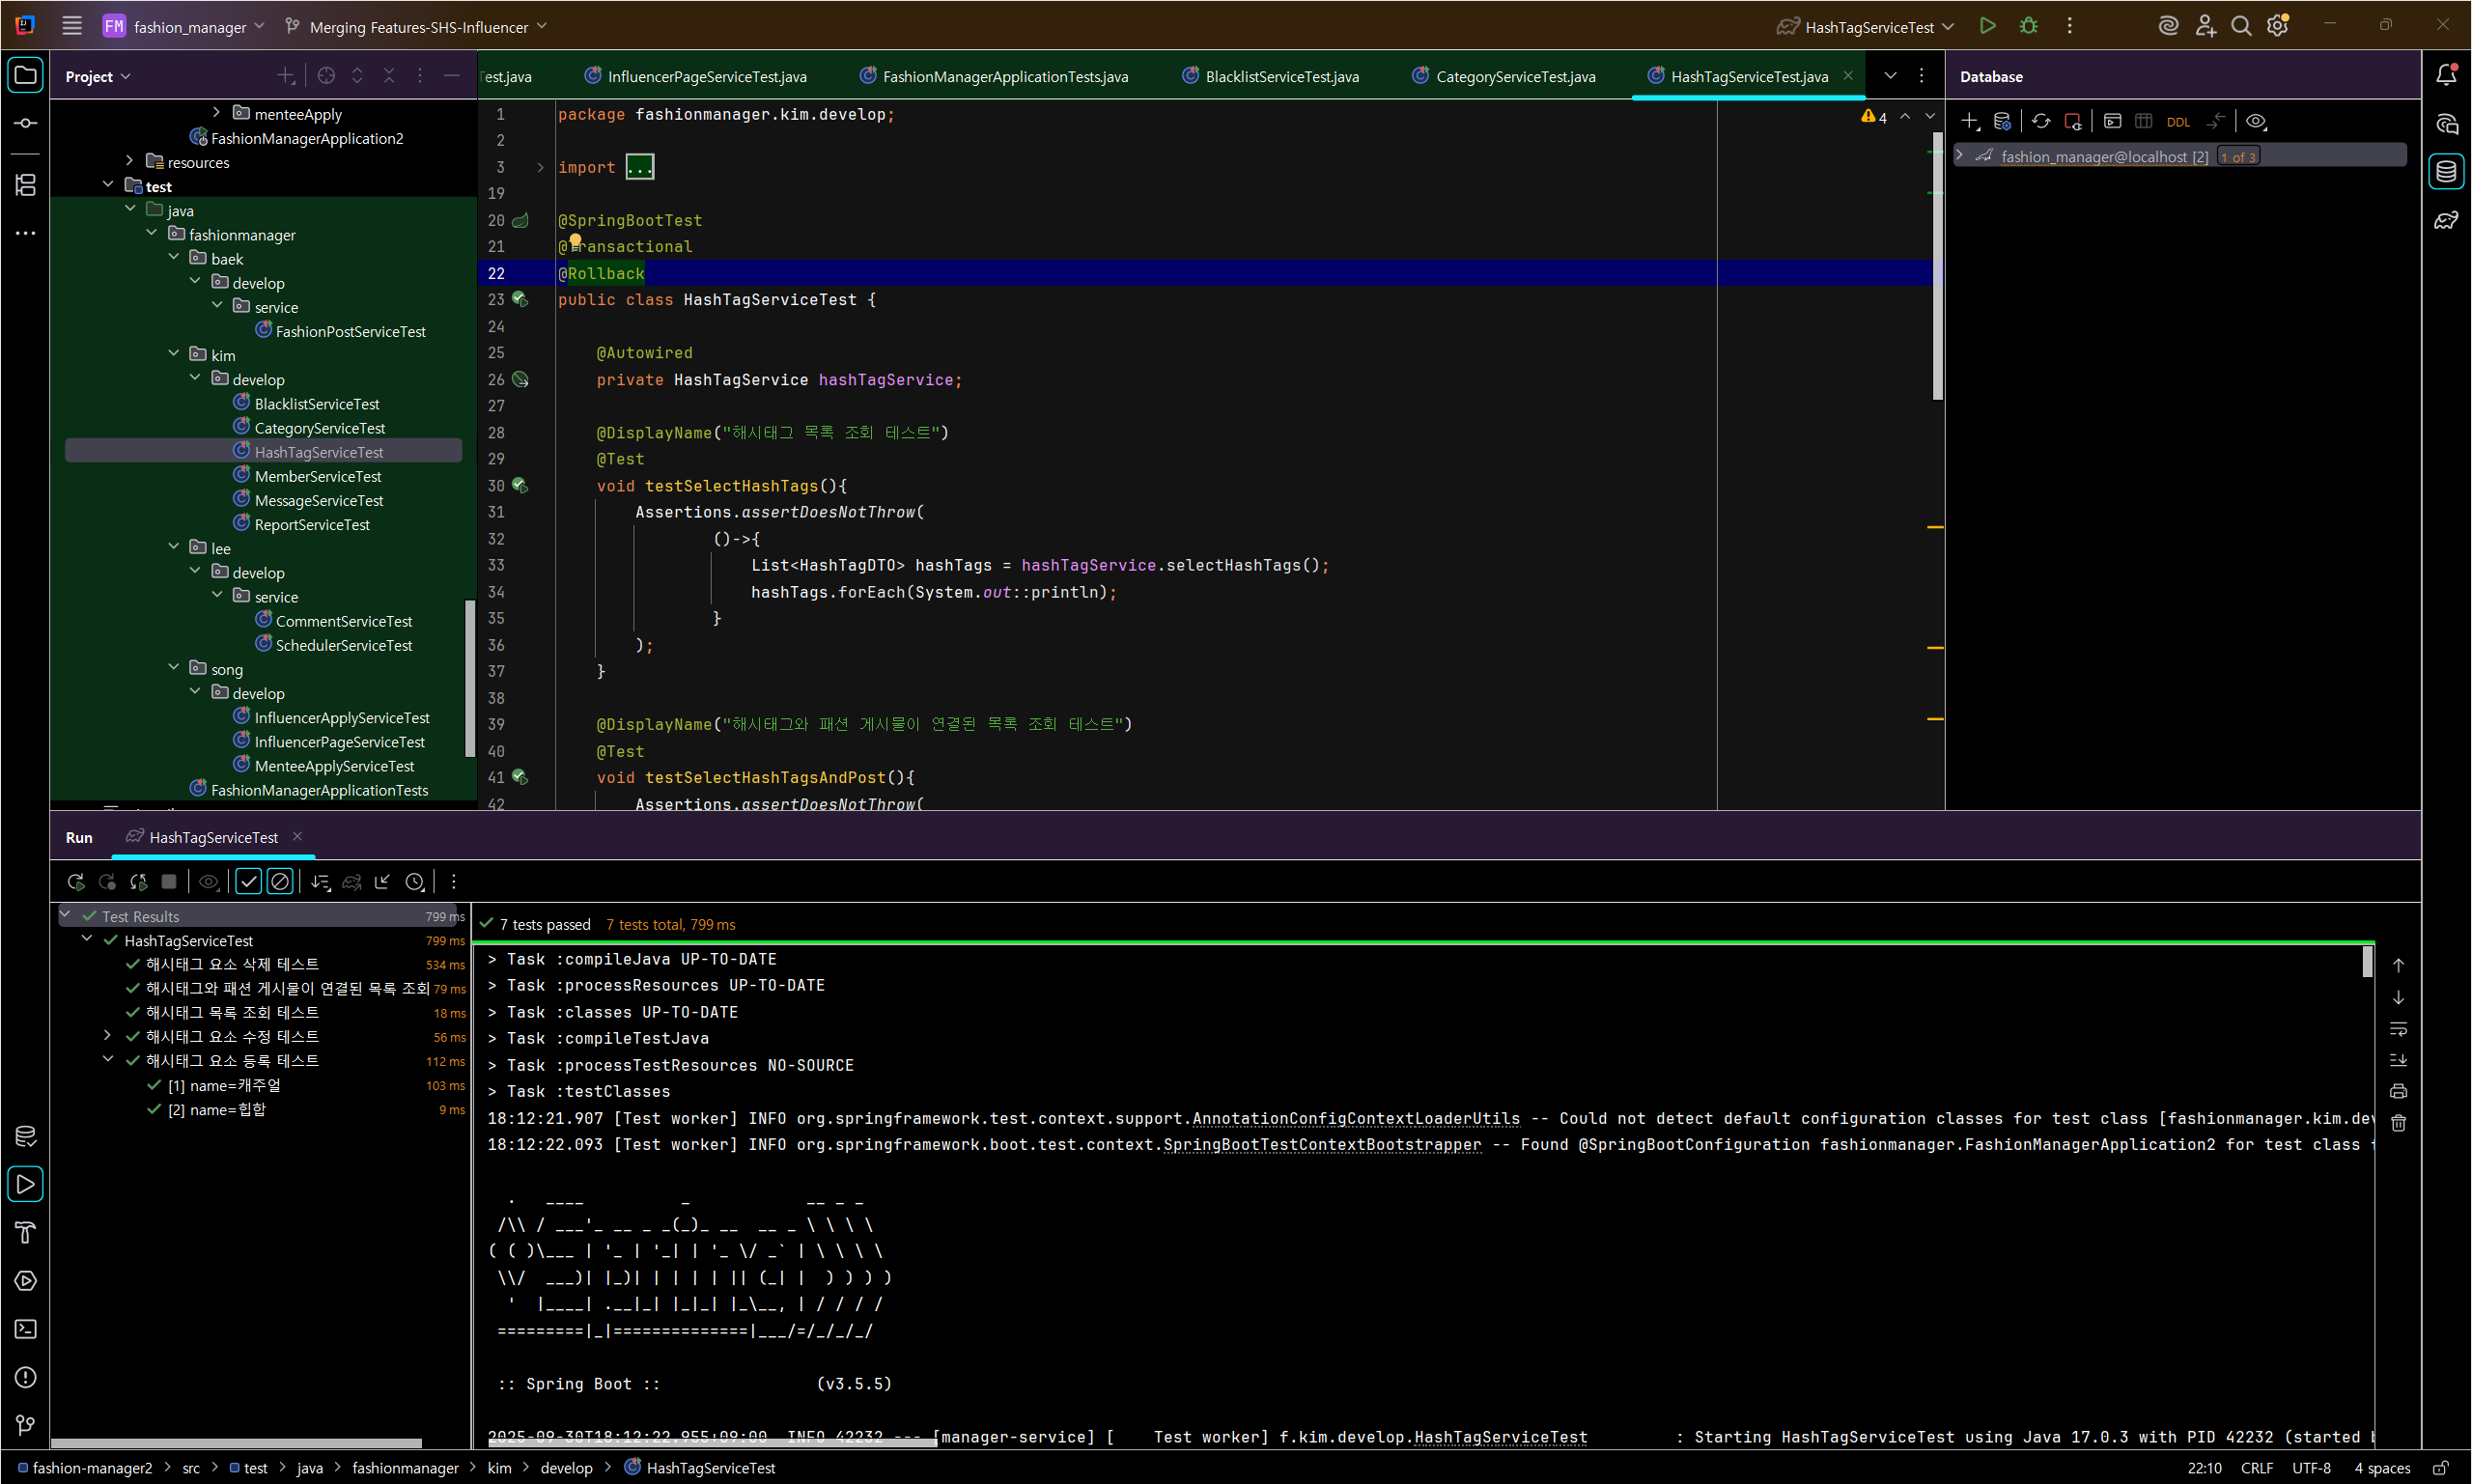 FM fashion_manager Merging Features-SHS-Influencer HashTagServiceTest
Project
est.java InfluencerPageServiceTest.java FashionManagerApplicationTests.java BlacklistServiceTest.java CategoryServiceTest.java HashTagServiceTest.java
Database
menteeApply
FashionManagerApplication2
resources
test
java
fashionmanager
baek
develop
service
FashionPostServiceTest
kim
develop
BlacklistServiceTest
CategoryServiceTest
HashTagServiceTest
MemberServiceTest
MessageServiceTest
ReportServiceTest
lee
develop
service
CommentServiceTest
SchedulerServiceTest
song
develop
InfluencerApplyServiceTest
InfluencerPageServiceTest
MenteeApplyServiceTest
FashionManagerApplicationTests
1 package fashionmanager.kim.develop;
2
3 import ...
19
20 @SpringBootTest
21 @Transactional
22 @Rollback
23 public class HashTagServiceTest {
24
25 @Autowired
26 private HashTagService hashTagService;
27
28 @DisplayName("해시태그 목록 조회 테스트")
29 @Test
30 void testSelectHashTags(){
31 Assertions.assertDoesNotThrow(
32 ()->{
33 List<HashTagDTO> hashTags = hashTagService.selectHashTags();
34 hashTags.forEach(System.out::println);
35 }
36 );
37 }
38
39 @DisplayName("해시태그와 패션 게시물이 연결된 목록 조회 테스트")
40 @Test
41 void testSelectHashTagsAndPost(){
42 Assertions.assertDoesNotThrow(
4
DDL
fashion_manager@localhost [2] 1 of 3
Run HashTagServiceTest
Test Results 799 ms
HashTagServiceTest 799 ms
해시태그 요소 삭제 테스트 534 ms
해시태그와 패션 게시물이 연결된 목록 조회 79 ms
해시태그 목록 조회 테스트 18 ms
해시태그 요소 수정 테스트 56 ms
해시태그 요소 등록 테스트 112 ms
[1] name=캐주얼 103 ms
[2] name=힙합 9 ms
7 tests passed 7 tests total, 799 ms
> Task :compileJava UP-TO-DATE
> Task :processResources UP-TO-DATE
> Task :classes UP-TO-DATE
> Task :compileTestJava
> Task :processTestResources NO-SOURCE
> Task :testClasses
18:12:21.907 [Test worker] INFO org.springframework.test.context.support.AnnotationConfigContextLoaderUtils -- Could not detect default configuration classes for test class [fashionmanager.kim.dev
18:12:22.093 [Test worker] INFO org.springframework.boot.test.context.SpringBootTestContextBootstrapper -- Found @SpringBootConfiguration fashionmanager.FashionManagerApplication2 for test class f
:: Spring Boot :: (v3.5.5)
2025-09-30T18:12:22.955+09:00 INFO 42232 --- [manager-service] [ Test worker] f.kim.develop.HashTagServiceTest : Starting HashTagServiceTest using Java 17.0.3 with PID 42232 (started b
fashion-manager2 > src > test > java > fashionmanager > kim > develop > HashTagServiceTest
22:10 CRLF UTF-8 4 spaces